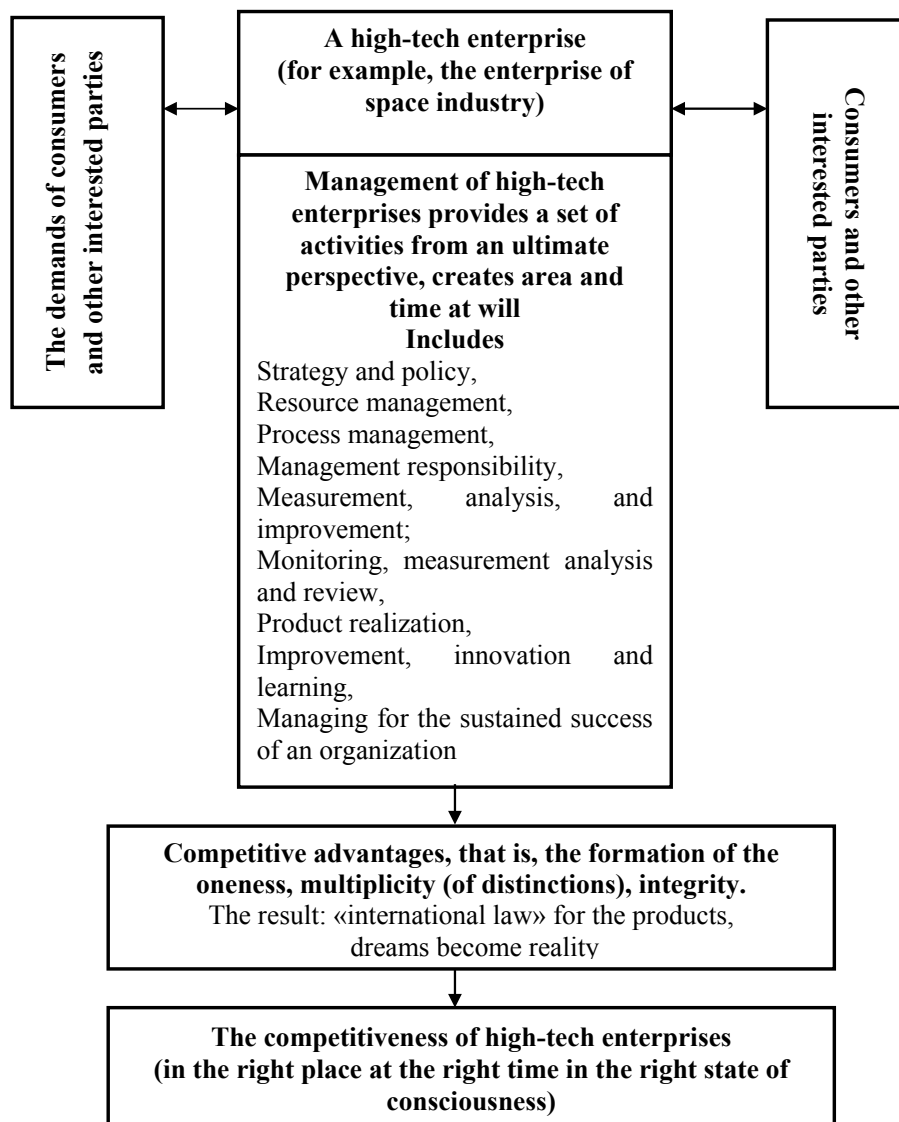 The demands of consumers
and other interested parties
A high-tech enterprise
(for example, the enterprise of
space industry)
Management of high-tech
enterprises provides a set of
activities from an ultimate
perspective, creates area and
time at will
Includes
Strategy and policy,
Resource management,
Process management,
Management responsibility,
Measurement, analysis, and
improvement;
Monitoring, measurement analysis
and review,
Product realization,
Improvement, innovation and
learning,
Managing for the sustained success
of an organization
Consumers and other
interested parties
Competitive advantages, that is, the formation of the
oneness, multiplicity (of distinctions), integrity.
The result: «international law» for the products,
dreams become reality
The competitiveness of high-tech enterprises
(in the right place at the right time in the right state of
consciousness)